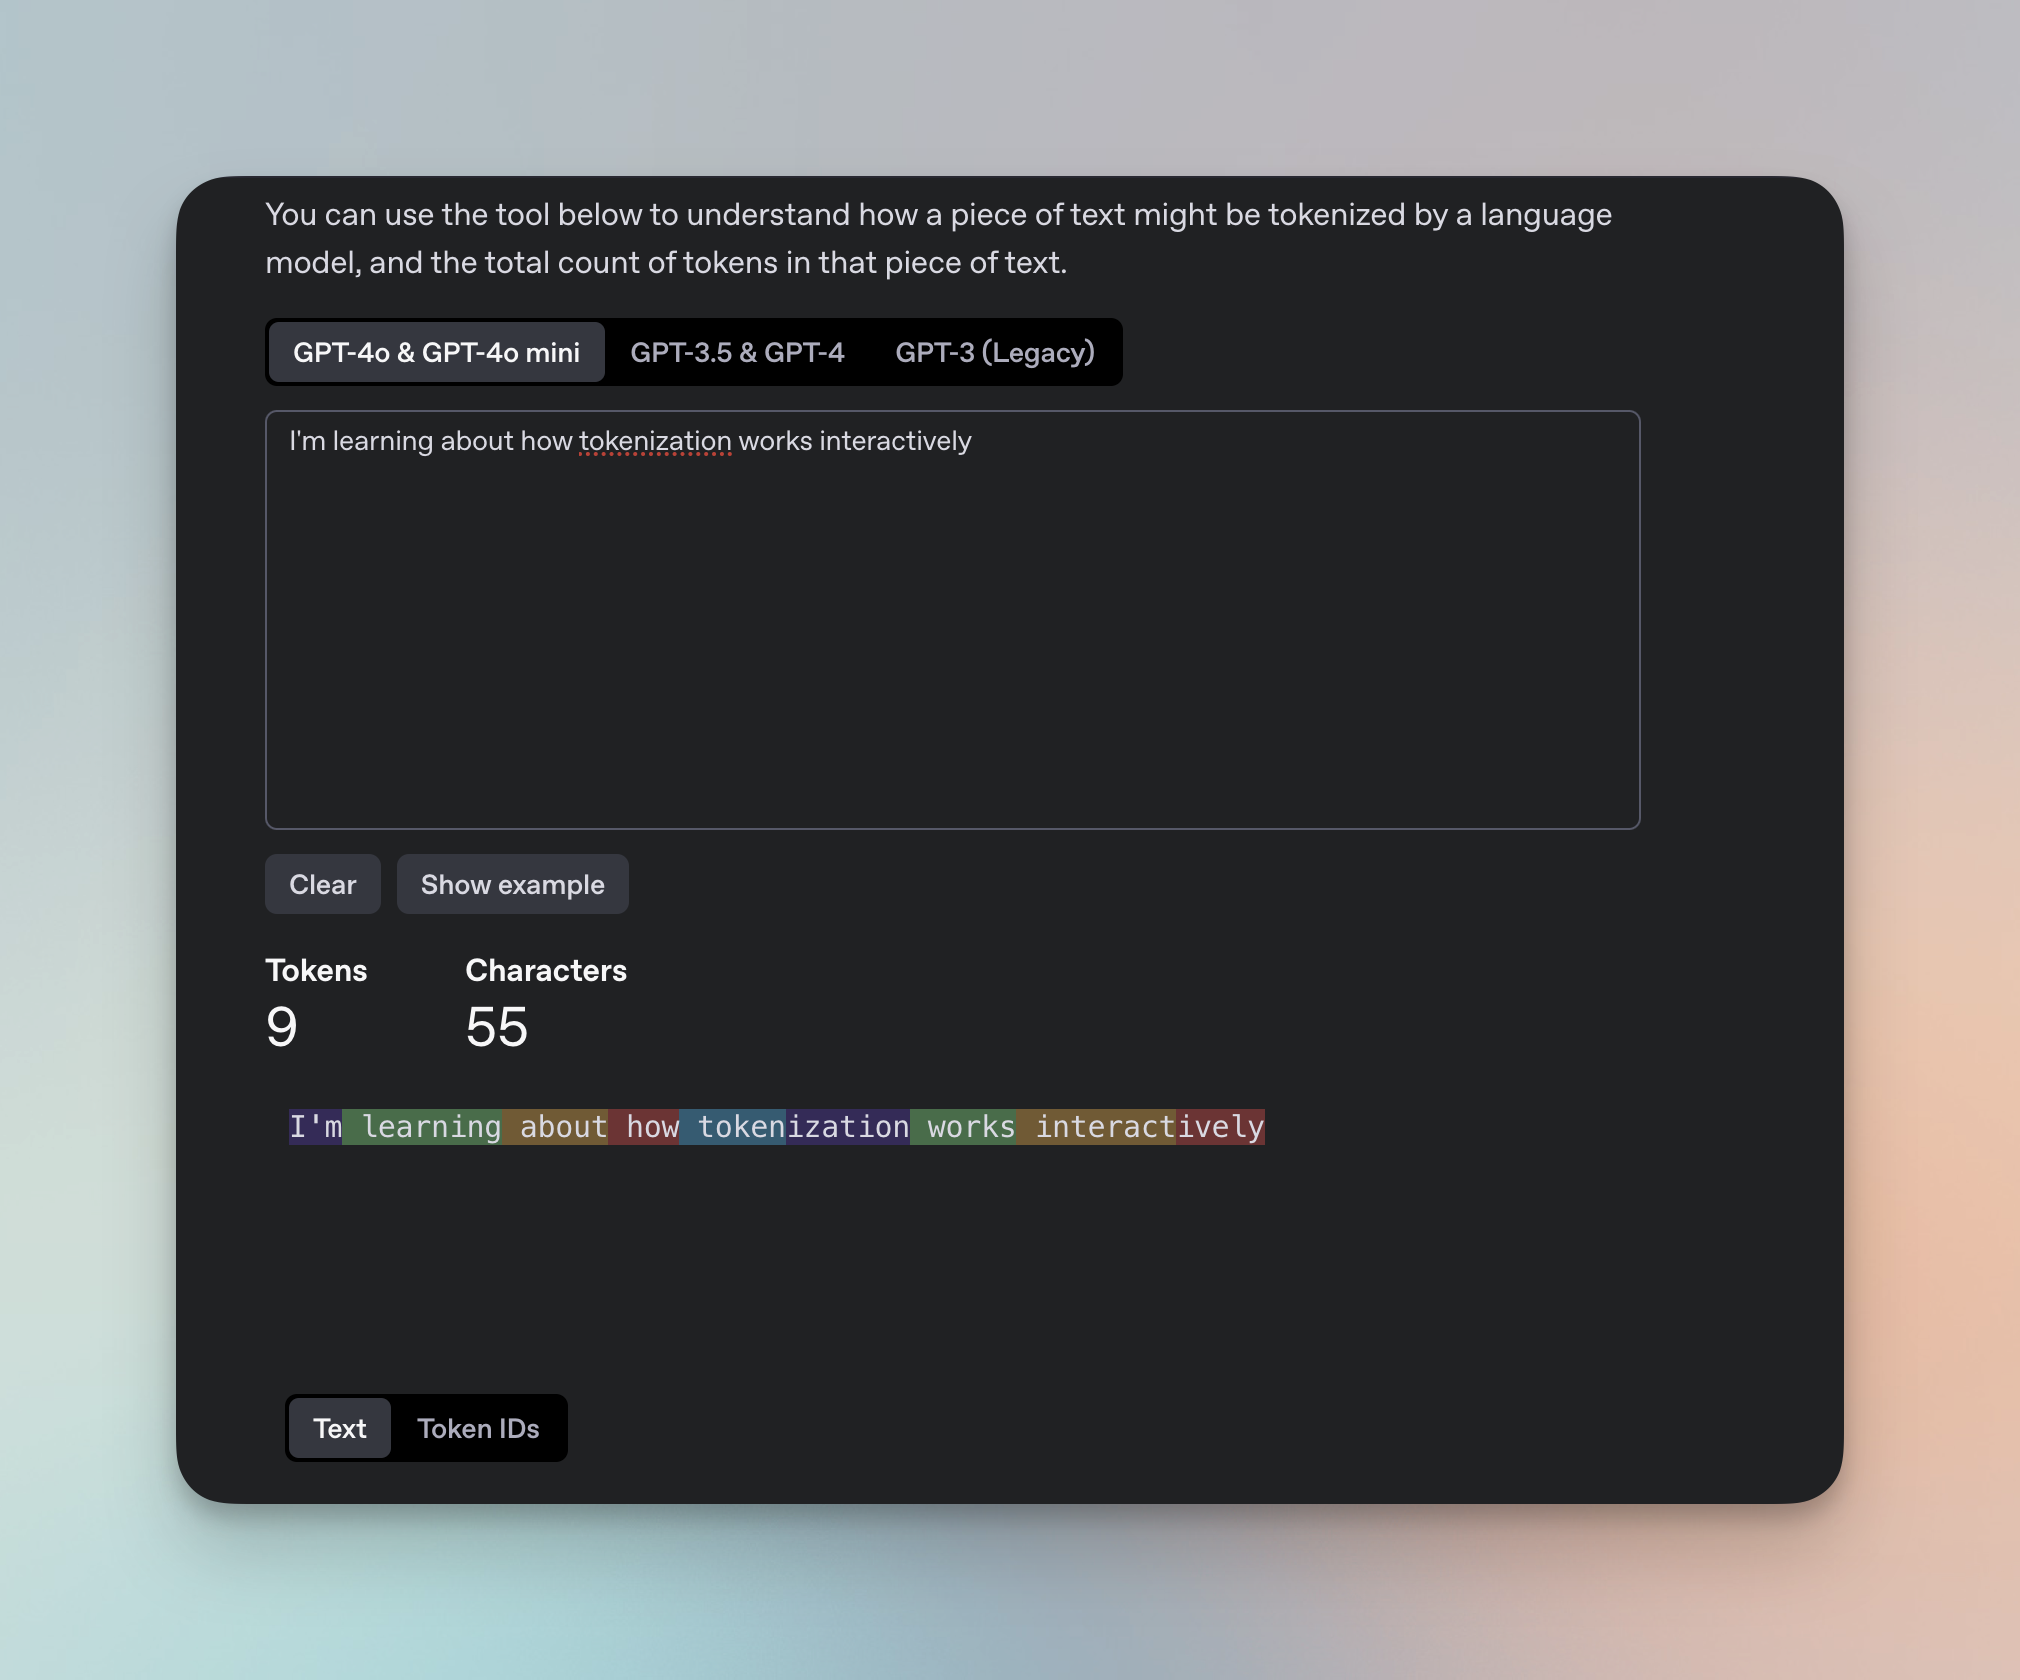 You can use the tool below to understand how a piece of text might be tokenized by a language
model, and the total count of tokens in that piece of text.
GPT-4o & GPT-4o mini GPT-3.5 & GPT-4 GPT-3 (Legacy)
I'm learning about how tokenization works interactively
Clear Show example
Tokens Characters
9 55
I'm learning about how tokenization works interactively
Text Token IDs